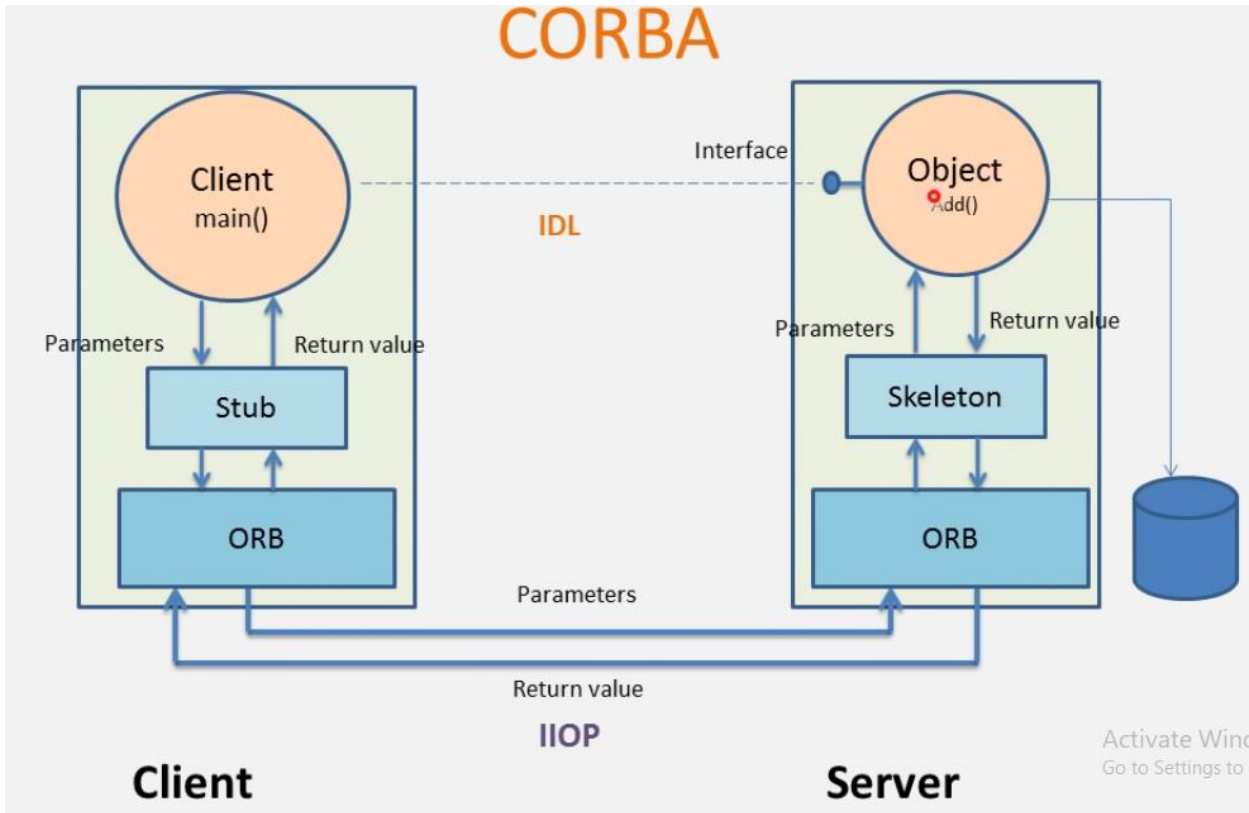 CORBA
Client
main()
Interface
Object
Add()
IDL
Parameters
Return value
Parameters
Return value
Stub
Skeleton
ORB
ORB
Parameters
Return value
IIOP
Activate Wind
Go to Settings to
Client
Server